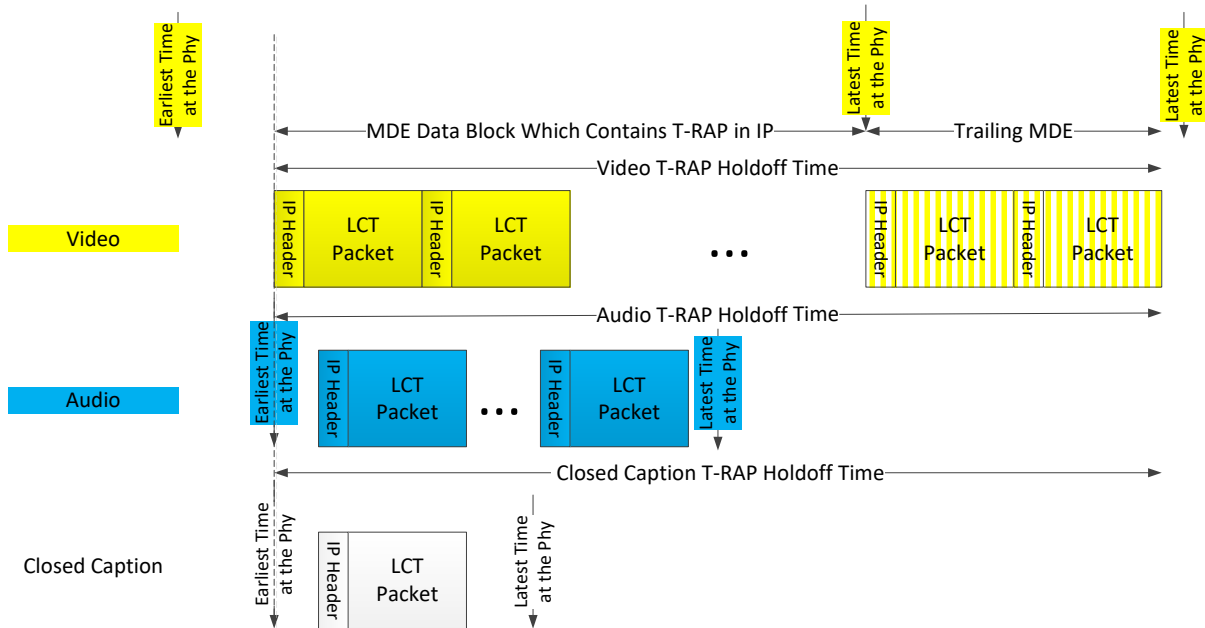 Earliest Time
at the Phy
Latest Time
at the Phy
Latest Time
at the Phy
MDE Data Block Which Contains T-RAP in IP
Trailing MDE
Video T-RAP Holdoff Time
Video
IP Header
LCT
Packet
IP Header
LCT
Packet
...
IP Header
LCT
Packet
IP Header
LCT
Packet
Audio T-RAP Holdoff Time
Audio
Earliest Time
at the Phy
IP Header
LCT
Packet
...
IP Header
LCT
Packet
Latest Time
at the Phy
Closed Caption T-RAP Holdoff Time
Closed Caption
Earliest Time
at the Phy
IP Header
LCT
Packet
Latest Time
at the Phy